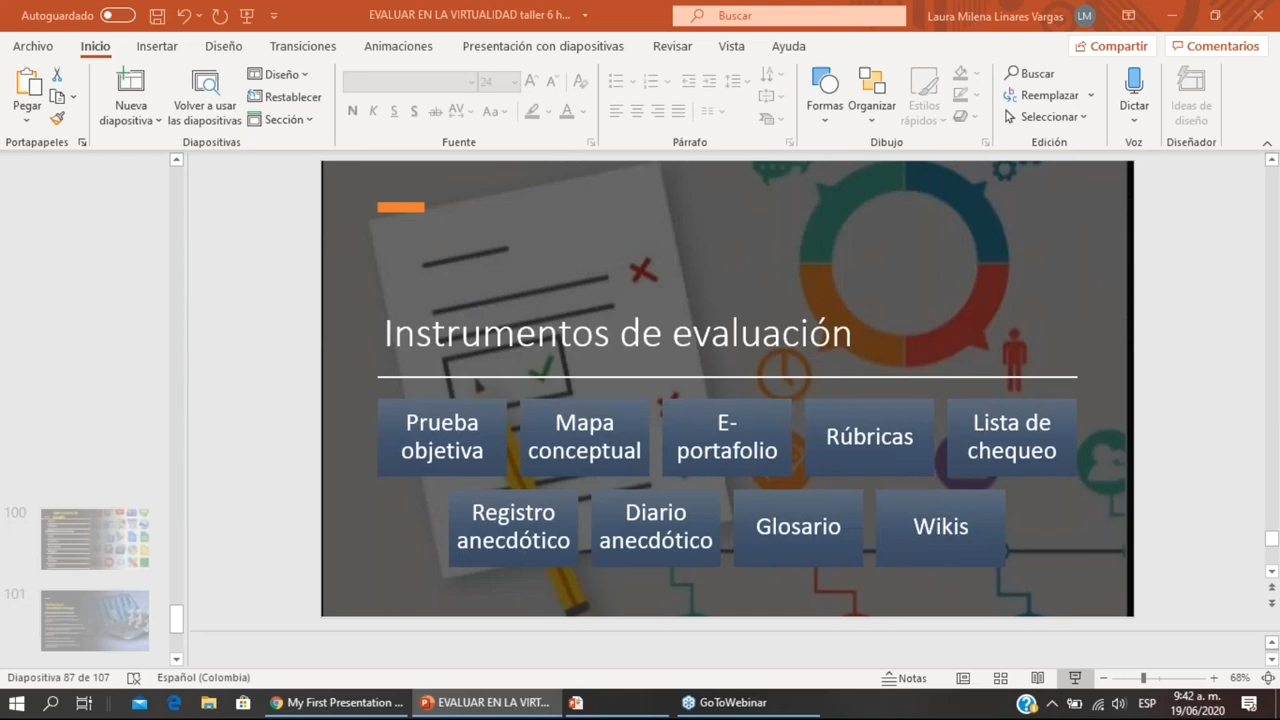 Autoguardado
EVALUAR EN LA VIRTUALIDAD taller 6 h...
Buscar
Laura Milena Linares Vargas
LM
Archivo
Inicio
Insertar
Diseño
Transiciones
Animaciones
Presentación con diapositivas
Revisar
Vista
Ayuda
Compartir
Comentarios
Pegar
Nueva
diapositiva
Volver a usar
las diapositivas
Diseño
Restablecer
Sección
24
N K S S ab AV Aa A
Formas
Organizar
Estilos
rápidos
Buscar
Reemplazar
Seleccionar
Dictar
Ideas de
diseño
Portapapeles
Diapositivas
Fuente
Párrafo
Dibujo
Edición
Voz
Diseñador
Instrumentos de evaluación
Prueba
objetiva
Mapa
conceptual
E-
portafolio
Rúbricas
Lista de
chequeo
Registro
anecdótico
Diario
anecdótico
Glosario
Wikis
100
101
Diapositiva 87 de 107
Español (Colombia)
Notas
68%
My First Presentation ...
EVALUAR EN LA VIRT...
GoToWebinar
ESP
9:42 a. m.
19/06/2020